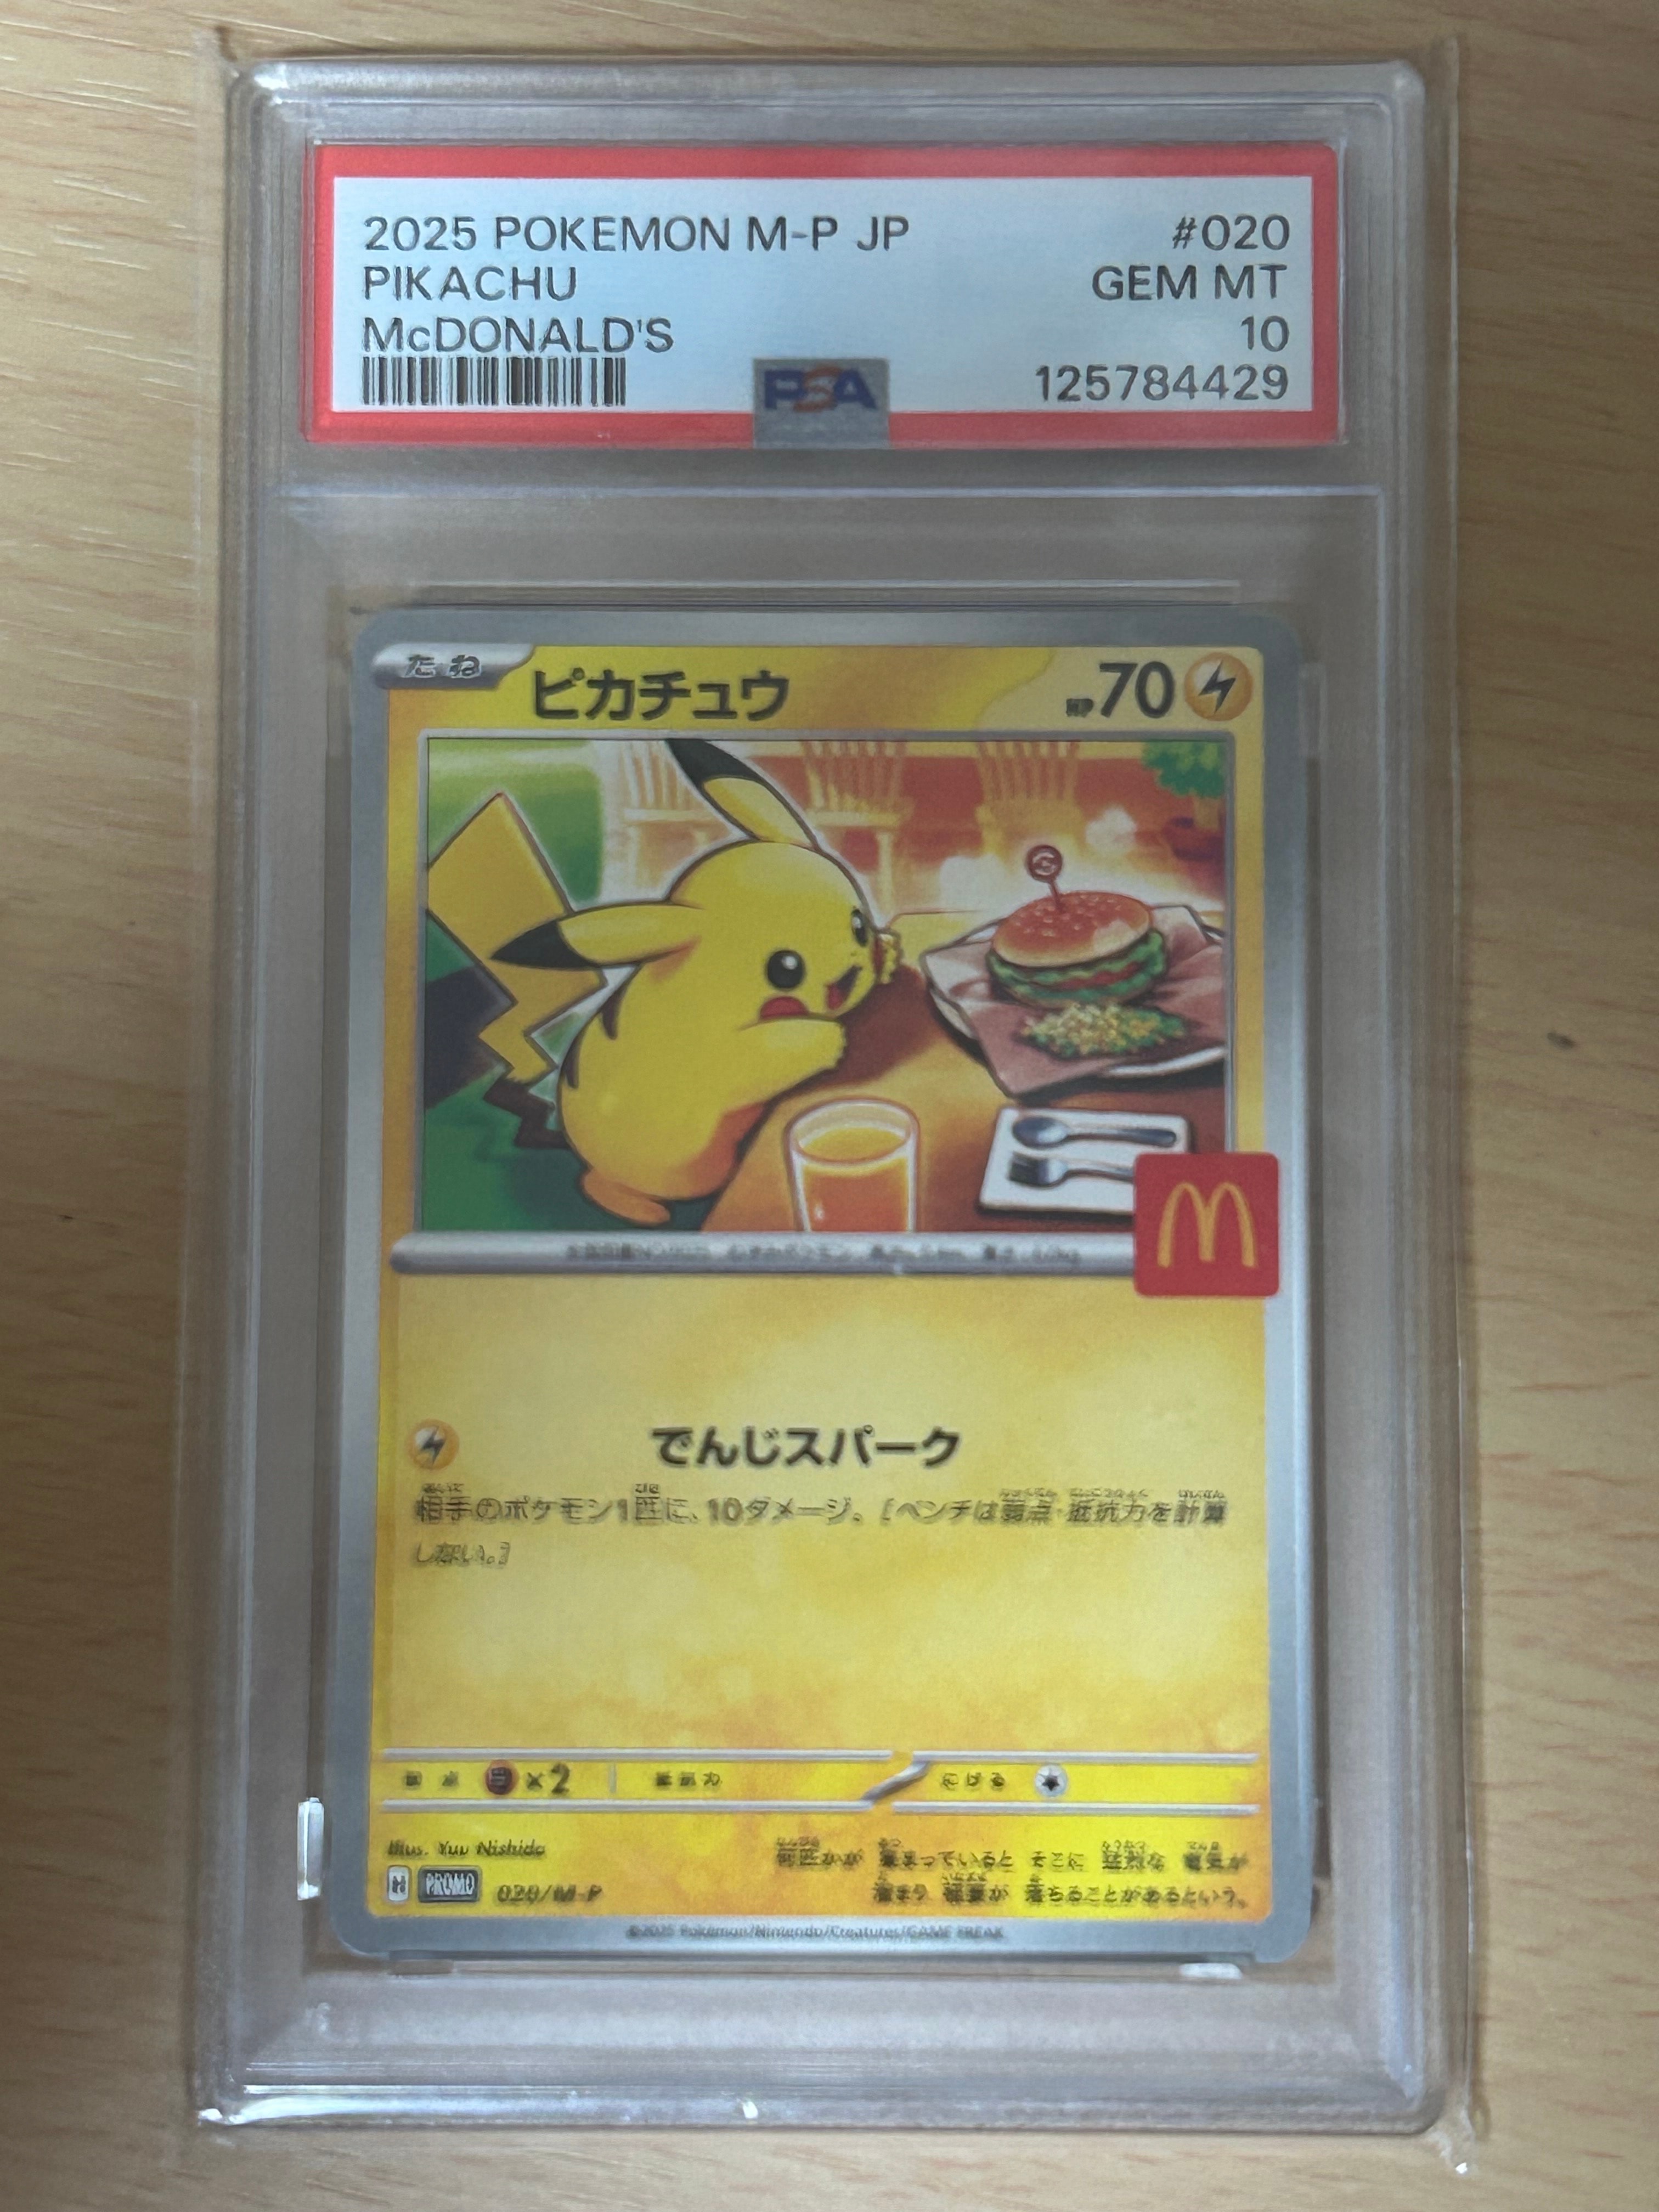 2025 POKEMON M-P JP #020
PIKACHU GEM MT
McDONALD'S 10
PSA 125784429
たね ピカチュウ HP 70
でんじスパーク
相手のポケモン1匹に、10ダメージ。[ベンチは弱点・抵抗力を計算
しない。]
×2 にげる
Illus. Yuu Nishida
PROMO 020/M-P
©2025 Pokémon/Nintendo/Creatures/GAME FREAK